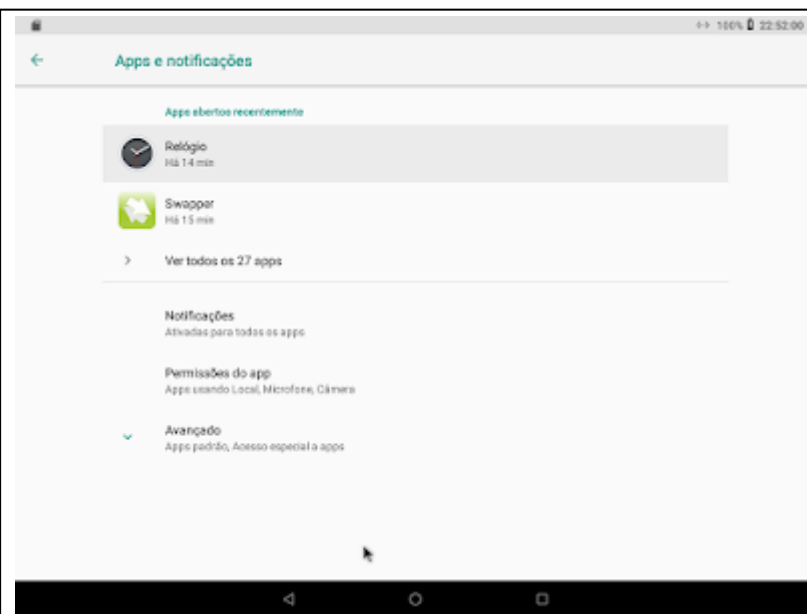 100% 22:52:00
Apps e notificações
Apps abertos recentemente
Relógio
Há 14 min
Swapper
Há 15 min
Ver todos os 27 apps
Notificações
Ativadas para todos os apps
Permissões do app
Apps usando Local, Microfone, Câmera
Avançado
Apps padrão, Acesso especial a apps